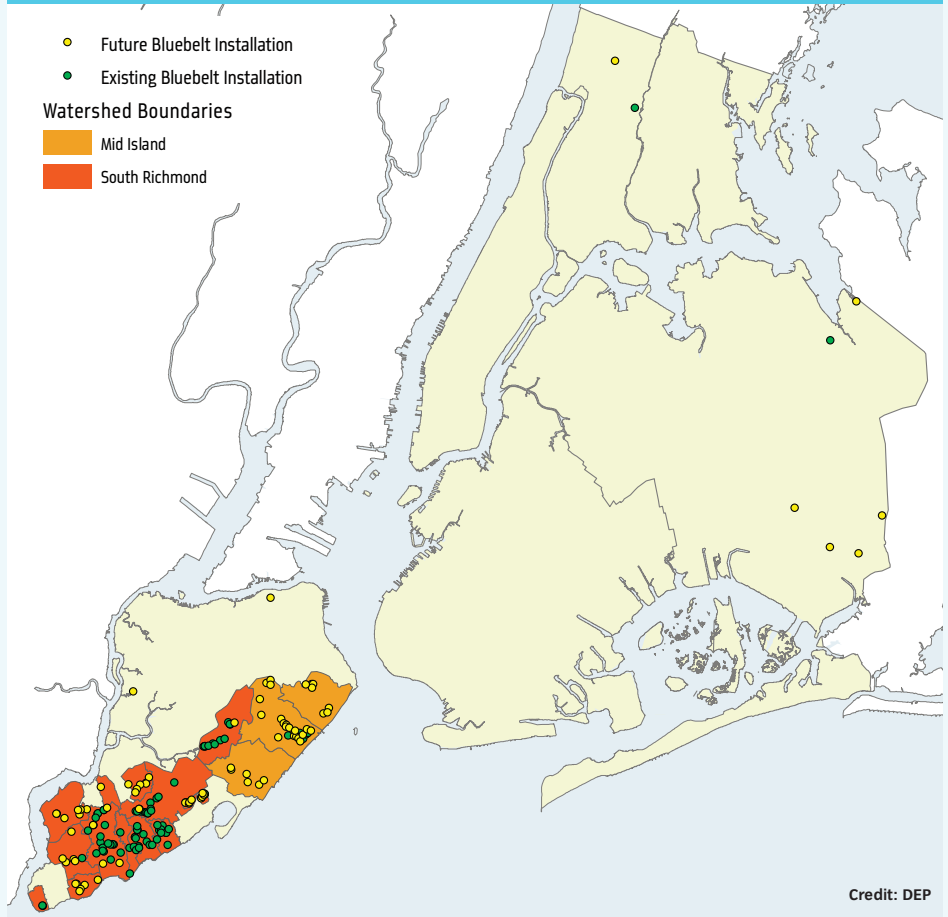 Future Bluebelt Installation
Existing Bluebelt Installation
Watershed Boundaries
Mid Island
South Richmond
Credit: DEP